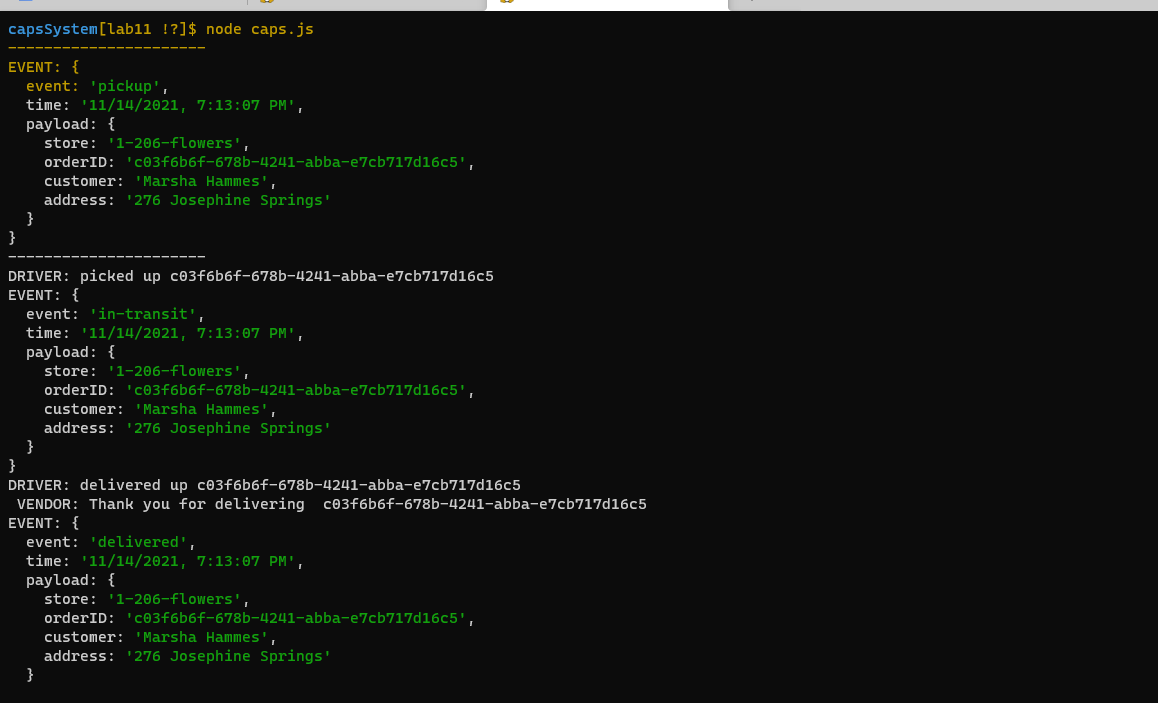 capsSystem[lab11 !?]$ node caps.js
----------------------
EVENT: {
  event: 'pickup',
  time: '11/14/2021, 7:13:07 PM',
  payload: {
    store: '1-206-flowers',
    orderID: 'c03f6b6f-678b-4241-abba-e7cb717d16c5',
    customer: 'Marsha Hammes',
    address: '276 Josephine Springs'
  }
}
----------------------
DRIVER: picked up c03f6b6f-678b-4241-abba-e7cb717d16c5
EVENT: {
  event: 'in-transit',
  time: '11/14/2021, 7:13:07 PM',
  payload: {
    store: '1-206-flowers',
    orderID: 'c03f6b6f-678b-4241-abba-e7cb717d16c5',
    customer: 'Marsha Hammes',
    address: '276 Josephine Springs'
  }
}
DRIVER: delivered up c03f6b6f-678b-4241-abba-e7cb717d16c5
 VENDOR: Thank you for delivering  c03f6b6f-678b-4241-abba-e7cb717d16c5
EVENT: {
  event: 'delivered',
  time: '11/14/2021, 7:13:07 PM',
  payload: {
    store: '1-206-flowers',
    orderID: 'c03f6b6f-678b-4241-abba-e7cb717d16c5',
    customer: 'Marsha Hammes',
    address: '276 Josephine Springs'
  }